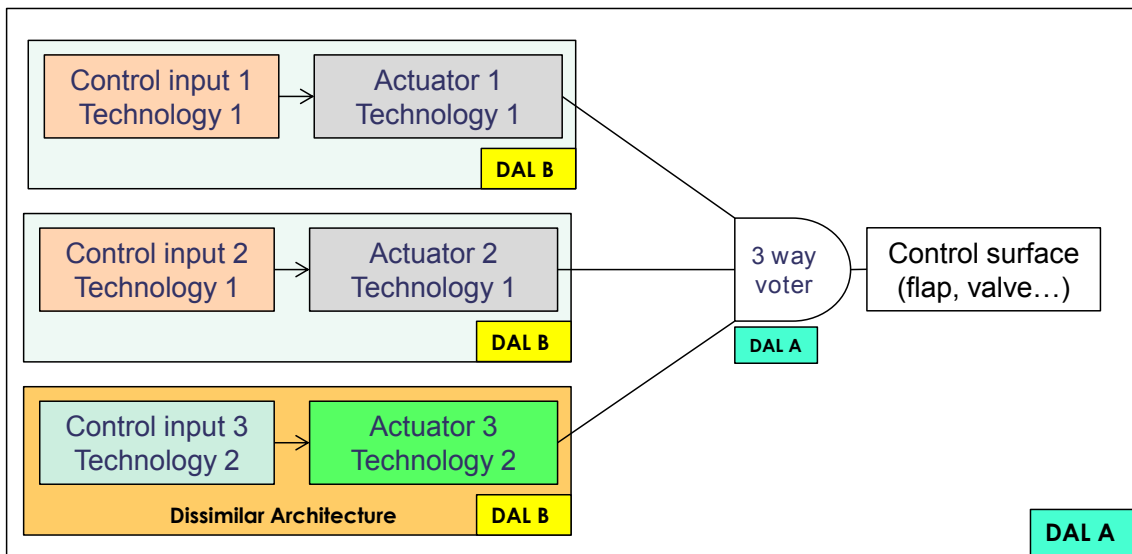 Control input 1
Technology 1
Actuator 1
Technology 1
DAL B
Control input 2
Technology 1
Actuator 2
Technology 1
DAL B
Control input 3
Technology 2
Actuator 3
Technology 2
Dissimilar Architecture
DAL B
3 way
voter
DAL A
Control surface
(flap, valve…)
DAL A